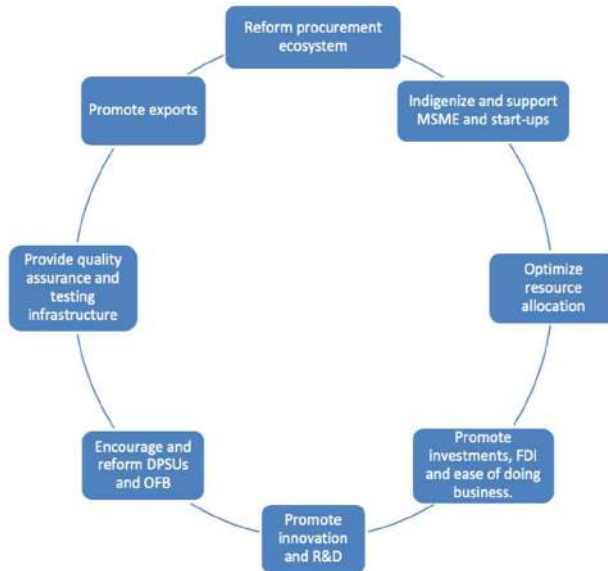 Reform procurement
ecosystem
Indigenize and support
MSME and start-ups
Optimize
resource
allocation
Promote
investments, FDI
and ease of doing
business.
Promote
innovation
and R&D
Encourage and
reform DPSUs
and OFB
Provide quality
assurance and
testing
infrastructure
Promote exports